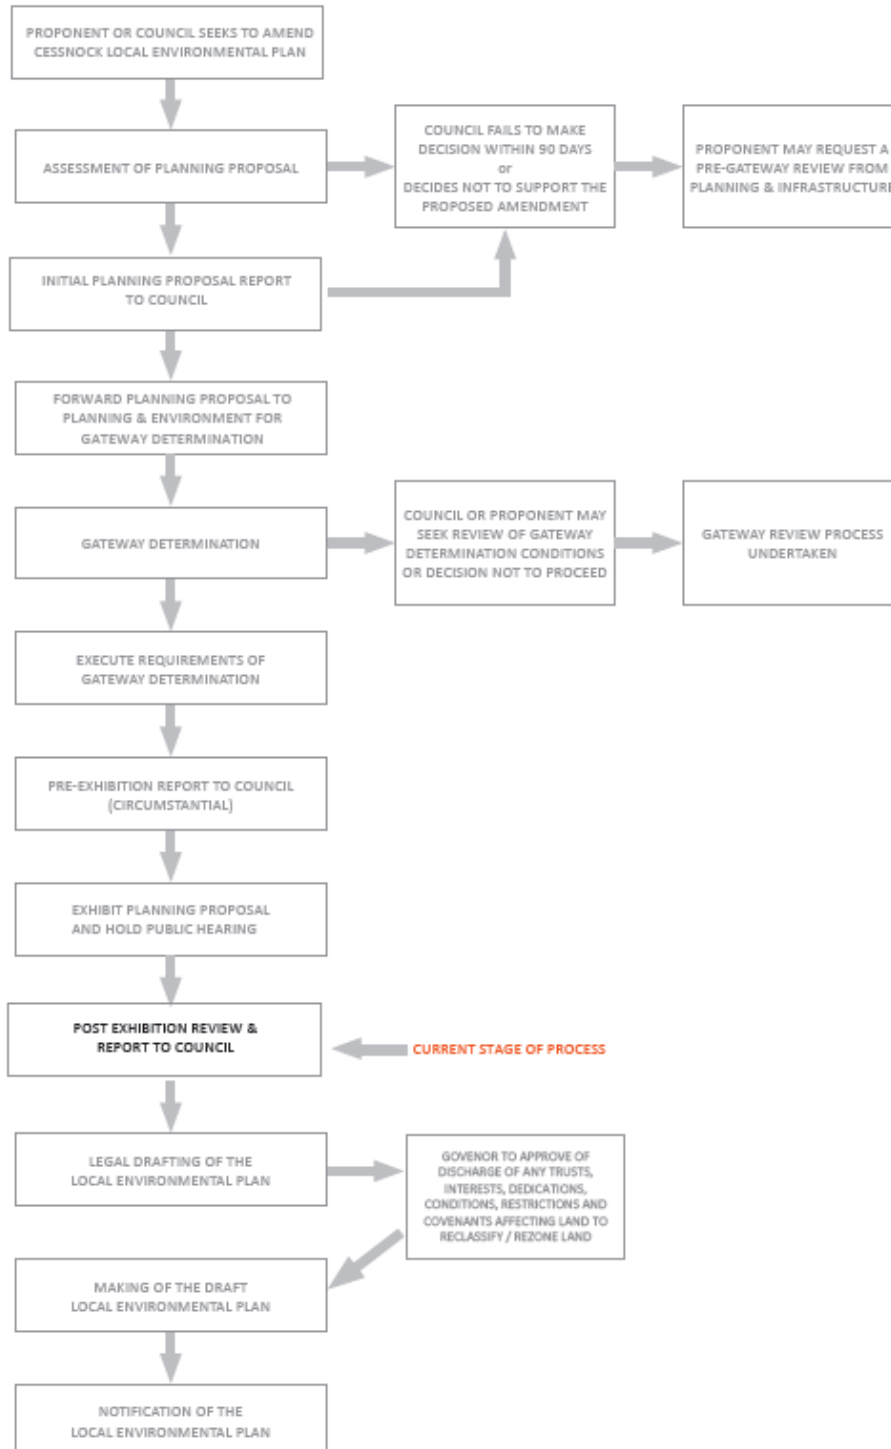 PROPONENT OR COUNCIL SEEKS TO AMEND
CESSNOCK LOCAL ENVIRONMENTAL PLAN
ASSESSMENT OF PLANNING PROPOSAL
COUNCIL FAILS TO MAKE
DECISION WITHIN 90 DAYS
or
DECIDES NOT TO SUPPORT THE
PROPOSED AMENDMENT
PROPONENT MAY REQUEST A
PRE-GATEWAY REVIEW FROM
PLANNING & INFRASTRUCTURE
INITIAL PLANNING PROPOSAL REPORT
TO COUNCIL
FORWARD PLANNING PROPOSAL TO
PLANNING & ENVIRONMENT FOR
GATEWAY DETERMINATION
GATEWAY DETERMINATION
COUNCIL OR PROPONENT MAY
SEEK REVIEW OF GATEWAY
DETERMINATION CONDITIONS
OR DECISION NOT TO PROCEED
GATEWAY REVIEW PROCESS
UNDERTAKEN
EXECUTE REQUIREMENTS OF
GATEWAY DETERMINATION
PRE-EXHIBITION REPORT TO COUNCIL
(CIRCUMSTANTIAL)
EXHIBIT PLANNING PROPOSAL
AND HOLD PUBLIC HEARING
POST EXHIBITION REVIEW &
REPORT TO COUNCIL
CURRENT STAGE OF PROCESS
LEGAL DRAFTING OF THE
LOCAL ENVIRONMENTAL PLAN
GOVENOR TO APPROVE OF
DISCHARGE OF ANY TRUSTS,
INTERESTS, DEDICATIONS,
CONDITIONS, RESTRICTIONS AND
COVENANTS AFFECTING LAND TO
RECLASSIFY / REZONE LAND
MAKING OF THE DRAFT
LOCAL ENVIRONMENTAL PLAN
NOTIFICATION OF THE
LOCAL ENVIRONMENTAL PLAN